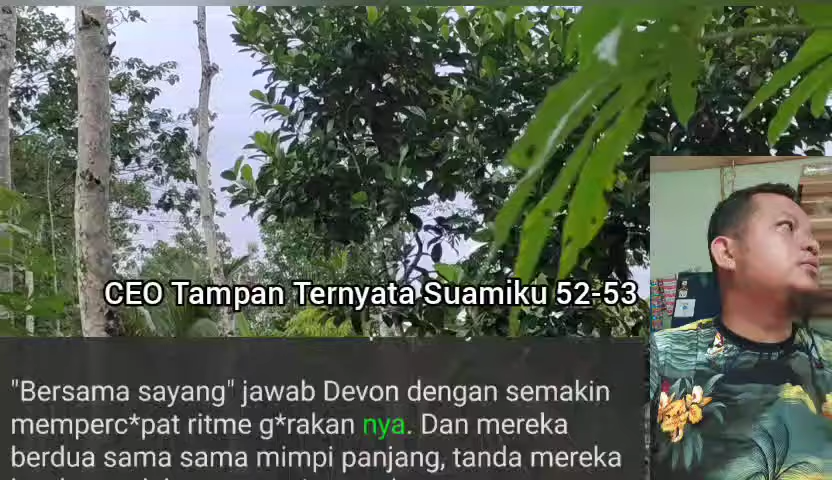 CEO Tampan Ternyata Suamiku 52-53
"Bersama sayang" jawab Devon dengan semakin
memperc*pat ritme g*rakan nya. Dan mereka
berdua sama sama mimpi panjang, tanda mereka